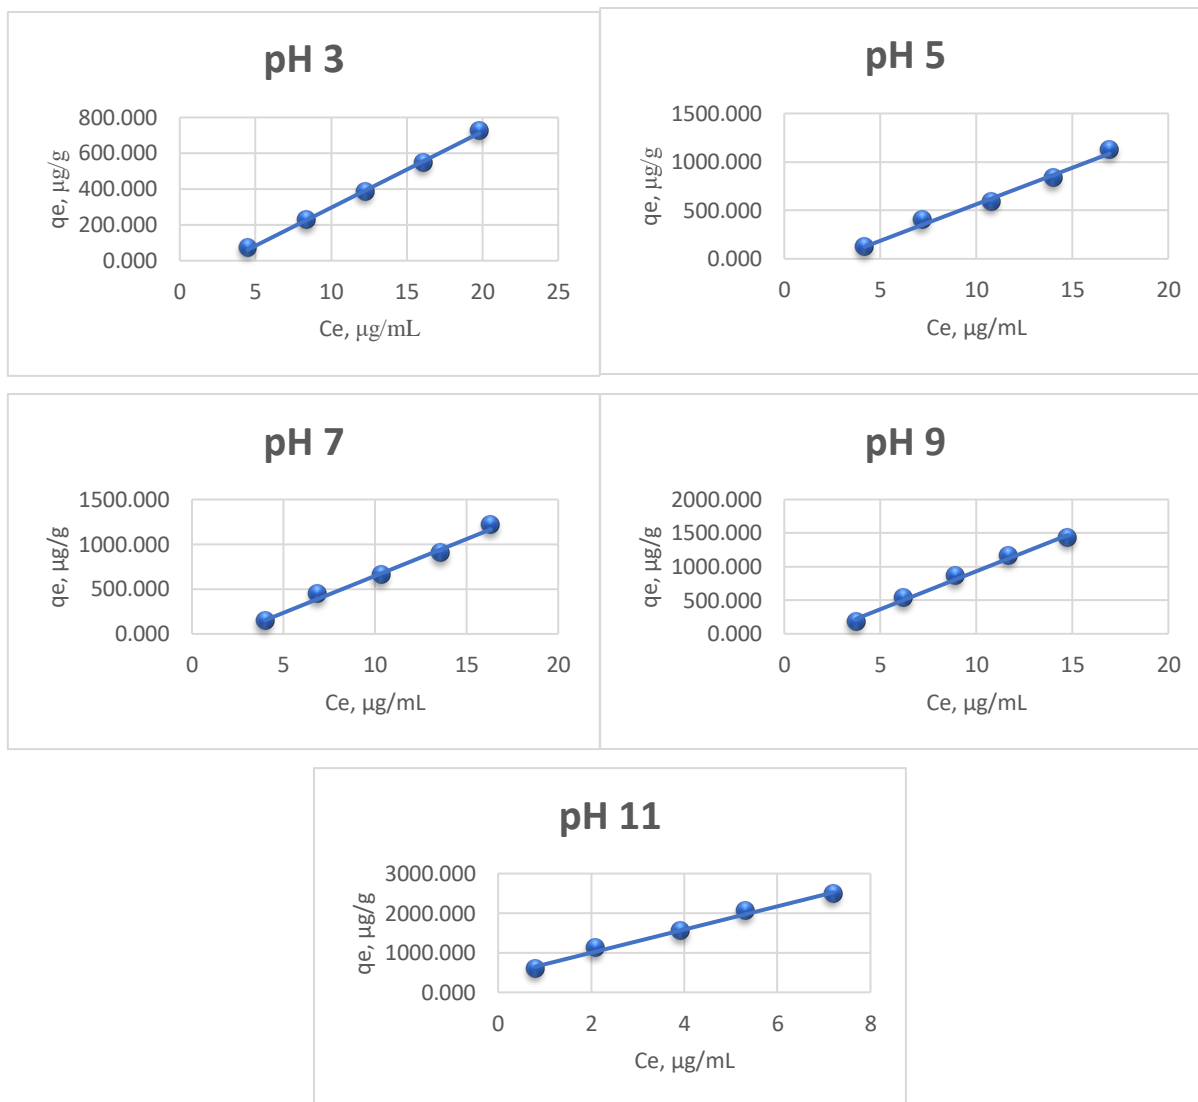 pH 3
800.000
600.000
400.000
200.000
0.000
qe, µg/g
0 5 10 15 20 25
Ce, µg/mL
pH 5
1500.000
1000.000
500.000
0.000
qe, µg/g
0 5 10 15 20
Ce, µg/mL
pH 7
1500.000
1000.000
500.000
0.000
qe, µg/g
0 5 10 15 20
Ce, µg/mL
pH 9
2000.000
1500.000
1000.000
500.000
0.000
qe, µg/g
0 5 10 15 20
Ce, µg/mL
pH 11
3000.000
2000.000
1000.000
0.000
qe, µg/g
0 2 4 6 8
Ce, µg/mL